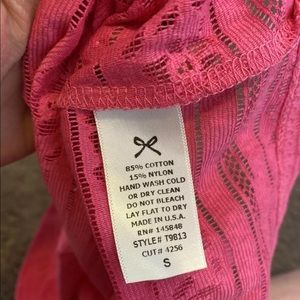 85% COTTON
15% NYLON
HAND WASH COLD
OR DRY CLEAN
DO NOT BLEACH
LAY FLAT TO DRY
MADE IN U.S.A.
RN# 145848
STYLE# T9813
CUT# 4256
S